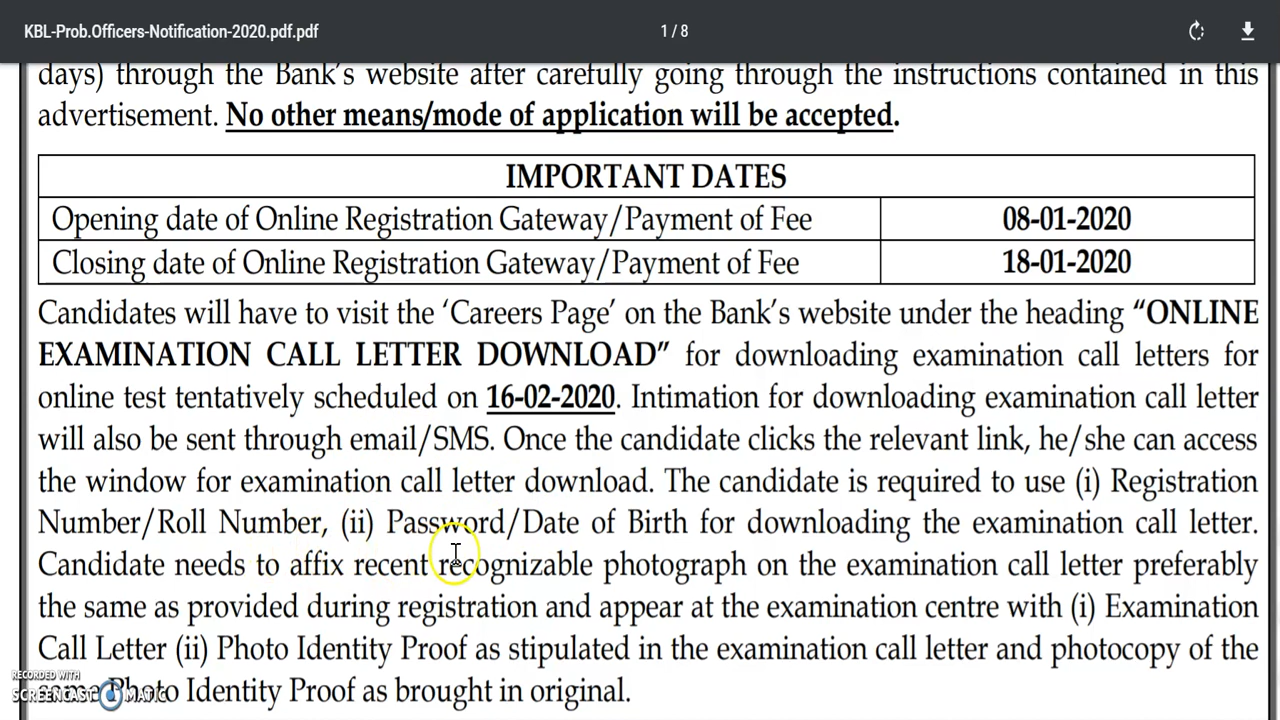 KBL-Prob.Officers-Notification-2020.pdf.pdf 1 / 8
days) through the Bank's website after carefully going through the instructions contained in this
advertisement. No other means/mode of application will be accepted.
IMPORTANT DATES
Opening date of Online Registration Gateway/Payment of Fee 08-01-2020
Closing date of Online Registration Gateway/Payment of Fee 18-01-2020
Candidates will have to visit the 'Careers Page' on the Bank's website under the heading "ONLINE
EXAMINATION CALL LETTER DOWNLOAD" for downloading examination call letters for
online test tentatively scheduled on 16-02-2020. Intimation for downloading examination call letter
will also be sent through email/SMS. Once the candidate clicks the relevant link, he/she can access
the window for examination call letter download. The candidate is required to use (i) Registration
Number/Roll Number, (ii) Password/Date of Birth for downloading the examination call letter.
Candidate needs to affix recent recognizable photograph on the examination call letter preferably
the same as provided during registration and appear at the examination centre with (i) Examination
Call Letter (ii) Photo Identity Proof as stipulated in the examination call letter and photocopy of the
same Photo Identity Proof as brought in original.
RECORDED WITH
SCREENCAST MATIC